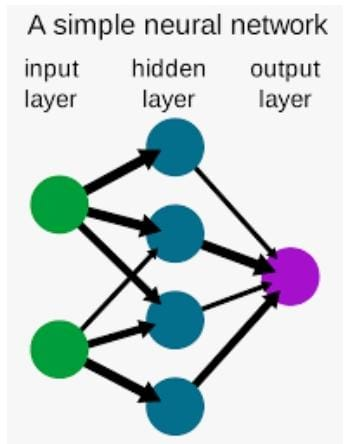 A simple neural network
input hidden output
layer layer layer